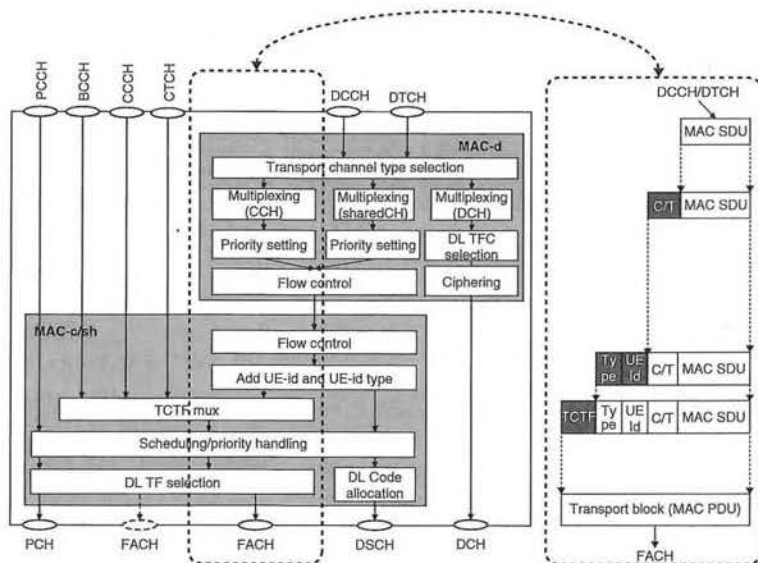 PCCH
BCCH
CCCH
CTCH
DCCH
DTCH
MAC-d
Transport channel type selection
Multiplexing
(CCH)
Multiplexing
(sharedCH)
Multiplexing
(DCH)
Priority setting
Priority setting
DL TFC
selection
Flow control
Ciphering
MAC-c/sh
Flow control
Add UE-id and UE-id type
TCTF mux
Scheduling/priority handling
DL TF selection
DL Code
allocation
PCH
FACH
FACH
DSCH
DCH
DCCH/DTCH
MAC SDU
C/T MAC SDU
Ty
pe UE
Id C/T MAC SDU
TCTF Ty
pe UE
Id C/T MAC SDU
Transport block (MAC PDU)
FACH